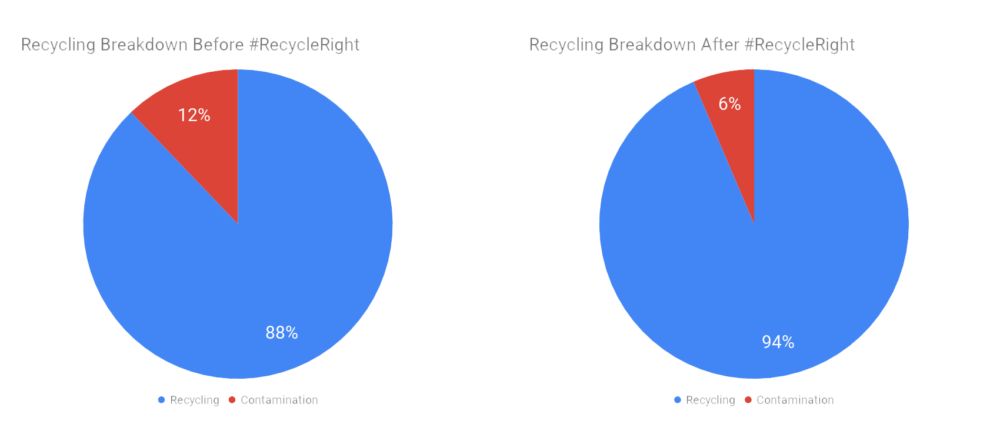 Recycling Breakdown Before #RecycleRight
12%
88%
Recycling Contamination
Recycling Breakdown After #RecycleRight
6%
94%
Recycling Contamination